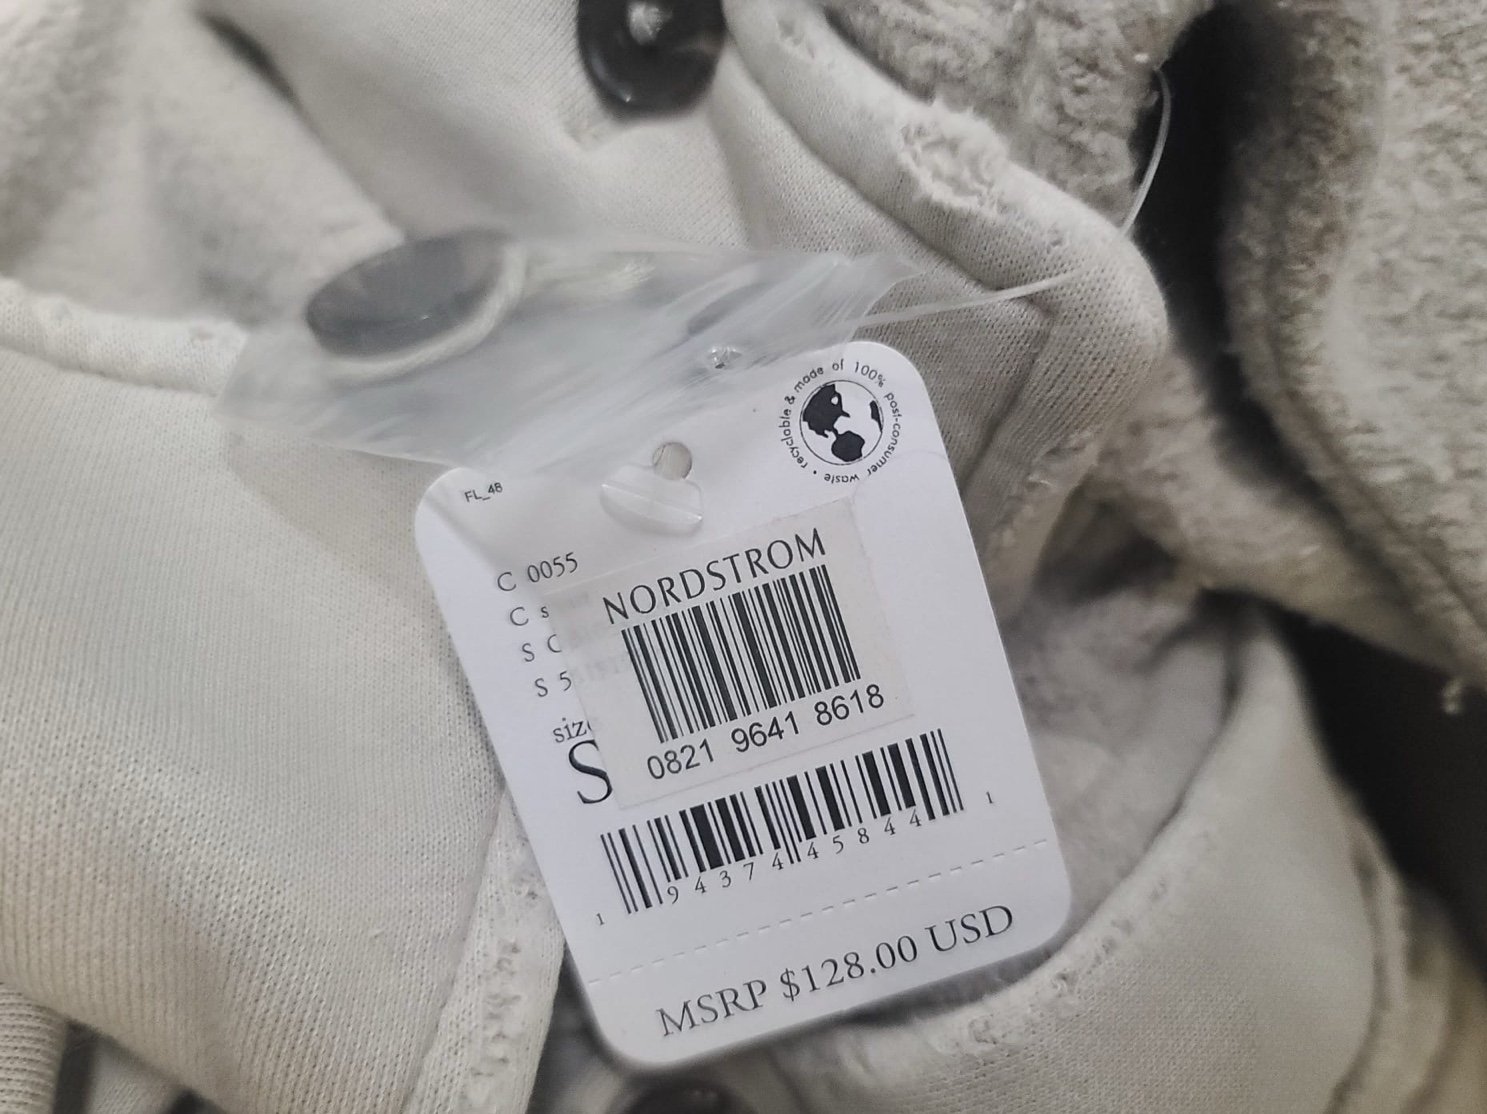 recyclable & made of 100% post-consumer waste •
FL_48
C 0055
C s
S C
S 5
NORDSTROM
0821 9641 8618
S
1 94374 45844 1
MSRP $128.00 USD